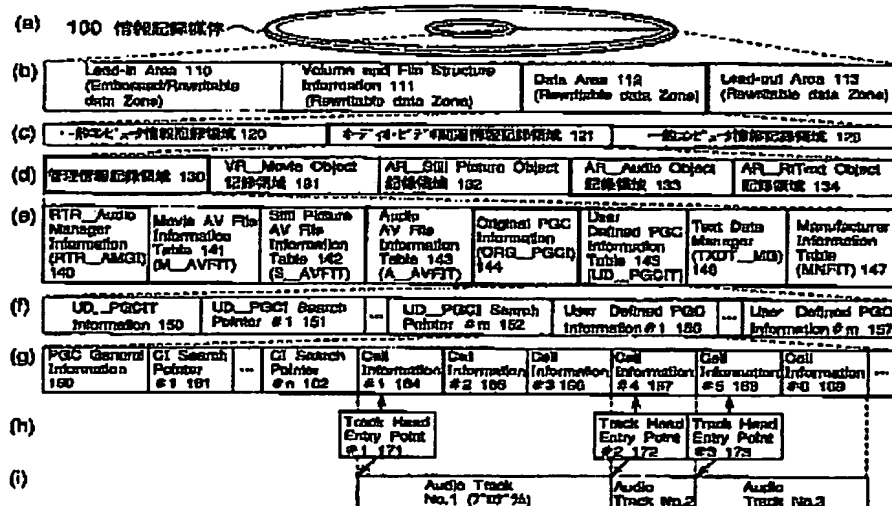 (a) 100 情報記録媒体
(b) Lead-in Area 110 (Embossed/Rewritable data Zone)
Volume and File Structure Information 111 (Rewritable data Zone)
Data Area 112 (Rewritable data Zone)
Lead-out Area 113 (Rewritable data Zone)
(c) 一般コンピュータ情報記録領域 120
オーディオ・ビデオ関連情報記録領域 121
一般コンピュータ情報記録領域 120
(d) 管理情報記録領域 130
VR_Movie Object 記録領域 131
AR_Still Picture Object 記録領域 132
AR_Audio Object 記録領域 133
AR_RtText Object 記録領域 134
(e) RTR_Audio Manager Information (RTR_AMGI) 140
Movie AV File Information Table 141 (M_AVFIT)
Still Picture AV File Information Table 142 (S_AVFIT)
Audio AV File Information Table 143 (A_AVFIT)
Original PGC Information (ORG_PGCI) 144
User Defined PGC Information Table 145 (UD_PGCIT)
Text Data Manager (TXDT_MG) 146
Manufacturer Information Table (MNFIT) 147
(f) UD_PGCIT Information 150
UD_PGCI Search Pointer #1 151
...
UD_PGCI Search Pointer #m 152
User Defined PGC Information #1 156
...
User Defined PGC Information #m 157
(g) PGC General Information 160
CI Search Pointer #1 161
...
CI Search Pointer #n 162
Cell Information #1 164
Cell Information #2 165
Cell Information #3 166
Cell Information #4 167
Cell Information #5 168
Cell Information #6 169
...
(h) Track Head Entry Point #1 171
Track Head Entry Point #2 172
Track Head Entry Point #3 173
(i) Audio Track No.1
Audio Track No.2
Audio Track No.3